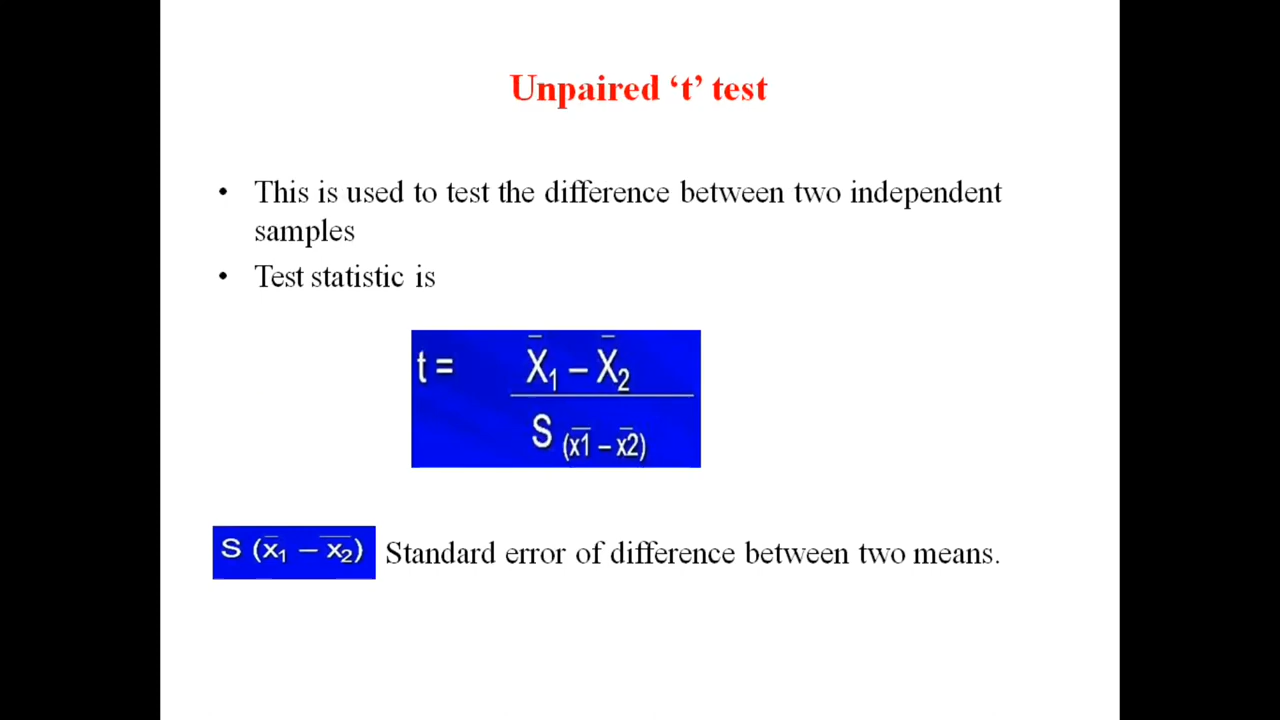 Unpaired ‘t’ test
• This is used to test the difference between two independent
samples
• Test statistic is
t = X̅₁ – X̅₂
S (x̅1 – x̅2)
S (x̅₁ – x̅₂) Standard error of difference between two means.